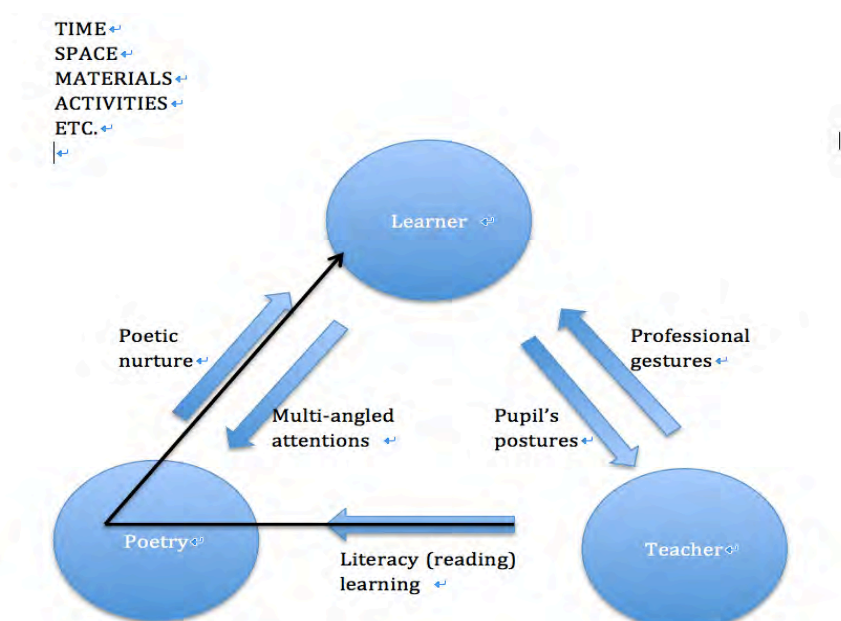 TIME
SPACE
MATERIALS
ACTIVITIES
ETC.
Learner
Poetic
nurture
Professional
gestures
Multi-angled
attentions
Pupil’s
postures
Poetry
Teacher
Literacy (reading)
learning